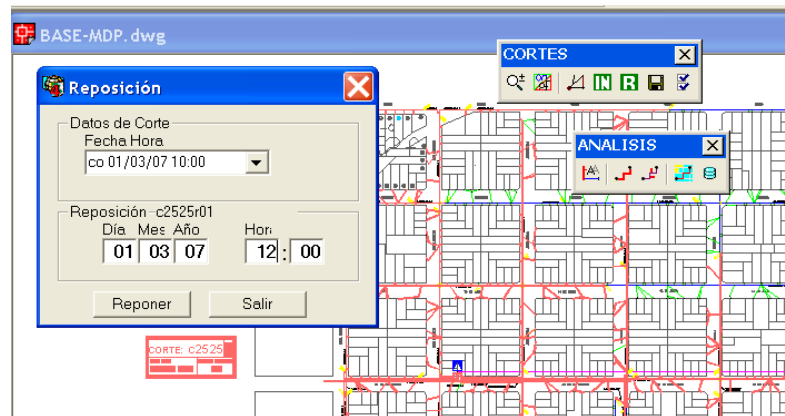 BASE-MDP.dwg
CORTES
Reposición
Datos de Corte
Fecha Hora
co 01/03/07 10:00
ANALISIS
Reposición-c2525r01
Día Mes Año Hor
01 03 07 12: 00
Reponer Salir
CORTE: c2525